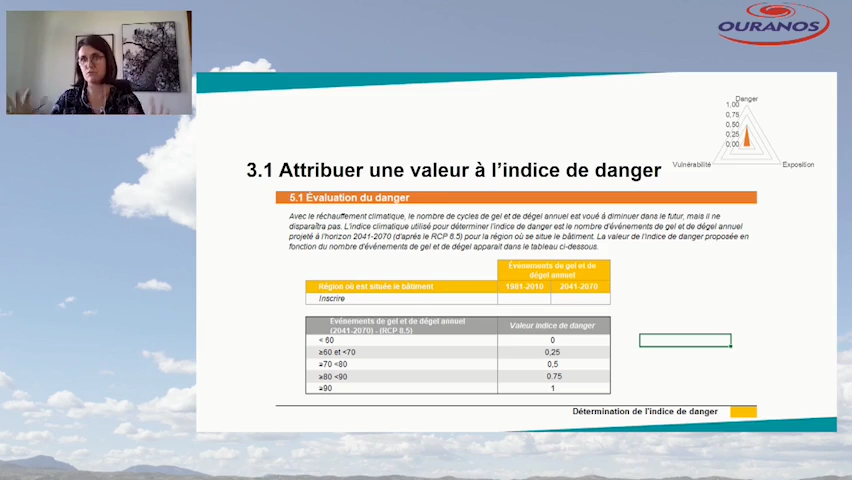 OURANOS
Danger
1,00
0,75
0,50
0,25
0,00
Vulnérabilité
Exposition
3.1 Attribuer une valeur à l'indice de danger
5.1 Évaluation du danger
Avec le réchauffement climatique, le nombre de cycles de gel et de dégel annuel est voué à diminuer dans le futur, mais il ne
disparaîtra pas. L'indice climatique utilisé pour déterminer l'indice de danger est le nombre d'événements de gel et de dégel annuel
projeté à l'horizon 2041-2070 (d'après le RCP 8.5) pour la région où se situe le bâtiment. La valeur de l'indice de danger proposée en
fonction du nombre d'événements de gel et de dégel apparait dans le tableau ci-dessous.
Événements de gel et de
dégel annuel
Région où est située le bâtiment 1981-2010 2041-2070
Inscrire
Événements de gel et de dégel annuel
(2041-2070) - (RCP 8.5)
Valeur indice de danger
< 60 0
≥60 et <70 0,25
≥70 <80 0,5
≥80 <90 0.75
≥90 1
Détermination de l'indice de danger